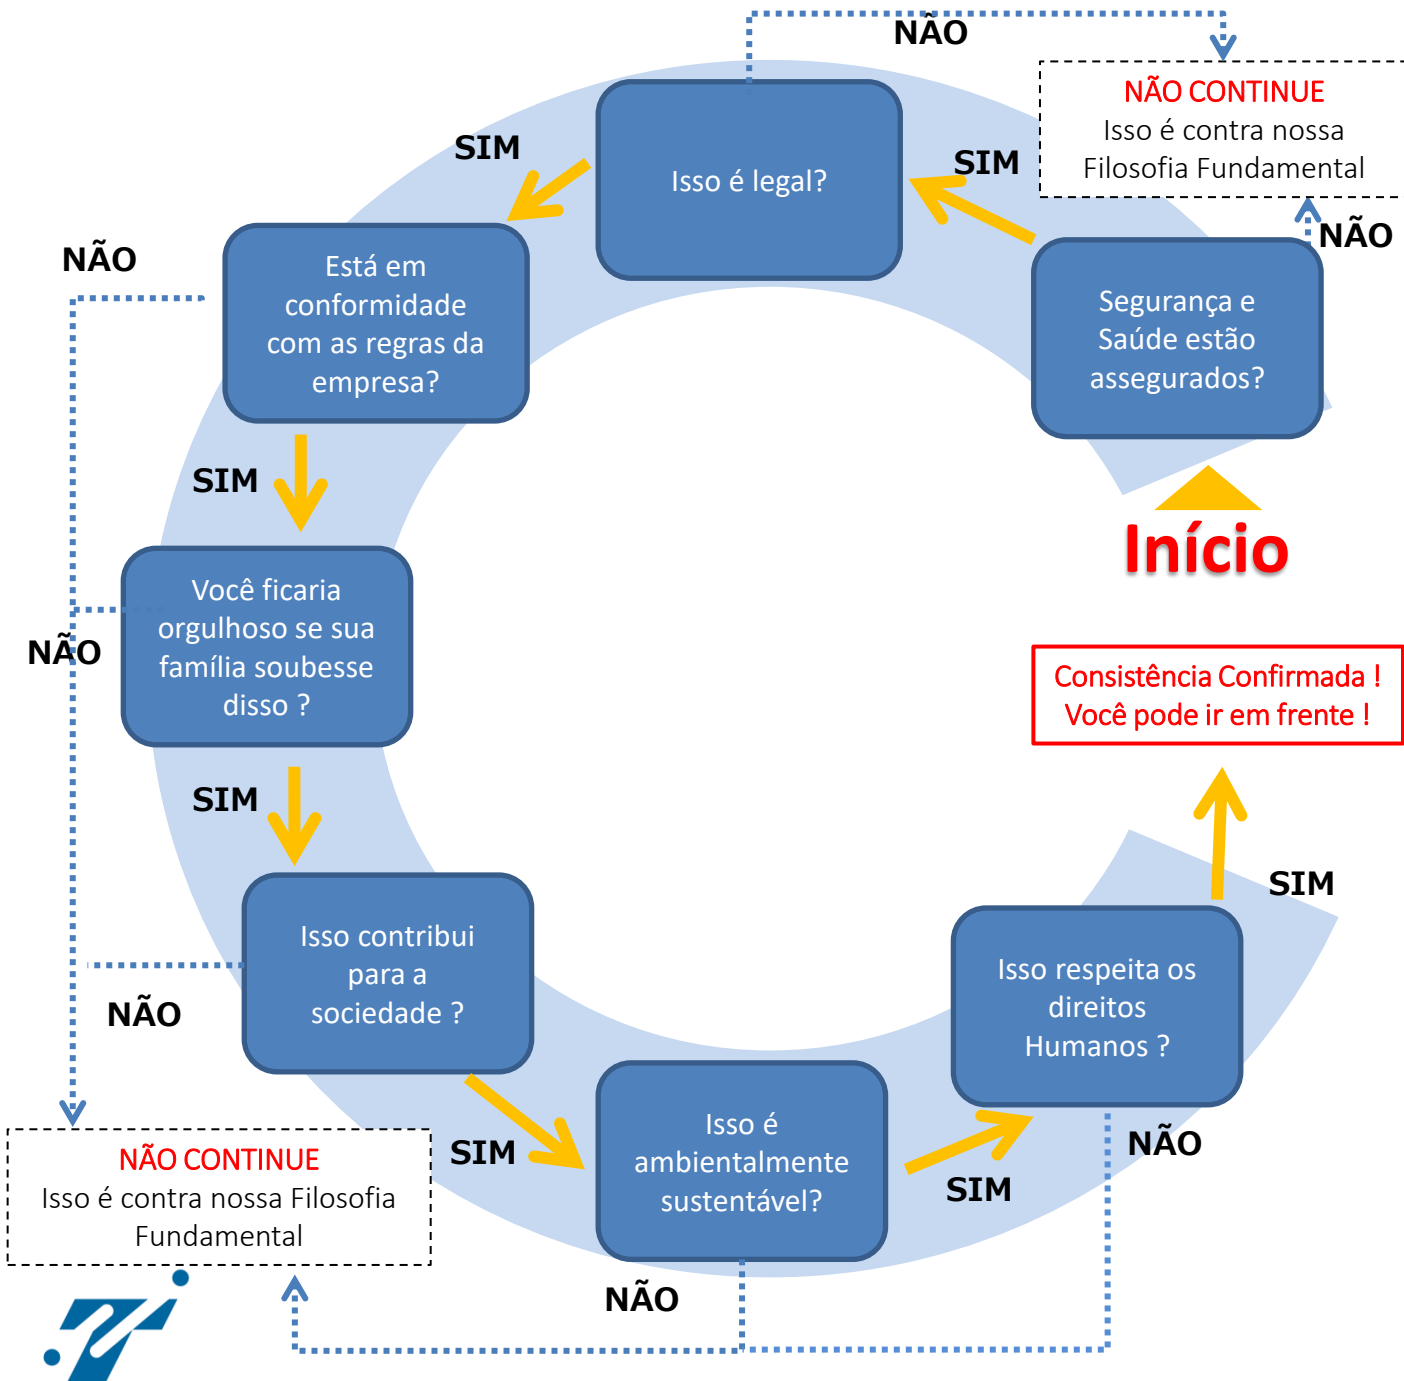 NÃO
NÃO CONTINUE
Isso é contra nossa
Filosofia Fundamental
SIM
Isso é legal?
SIM
NÃO
NÃO
Está em
conformidade
com as regras da
empresa?
Segurança e
Saúde estão
assegurados?
SIM
Início
Você ficaria
orgulhoso se sua
família soubesse
disso ?
NÃO
Consistência Confirmada !
Você pode ir em frente !
SIM
SIM
Isso contribui
para a
sociedade ?
NÃO
Isso respeita os
direitos
Humanos ?
SIM
Isso é
ambientalmente
sustentável?
SIM
NÃO
NÃO CONTINUE
Isso é contra nossa Filosofia
Fundamental
NÃO